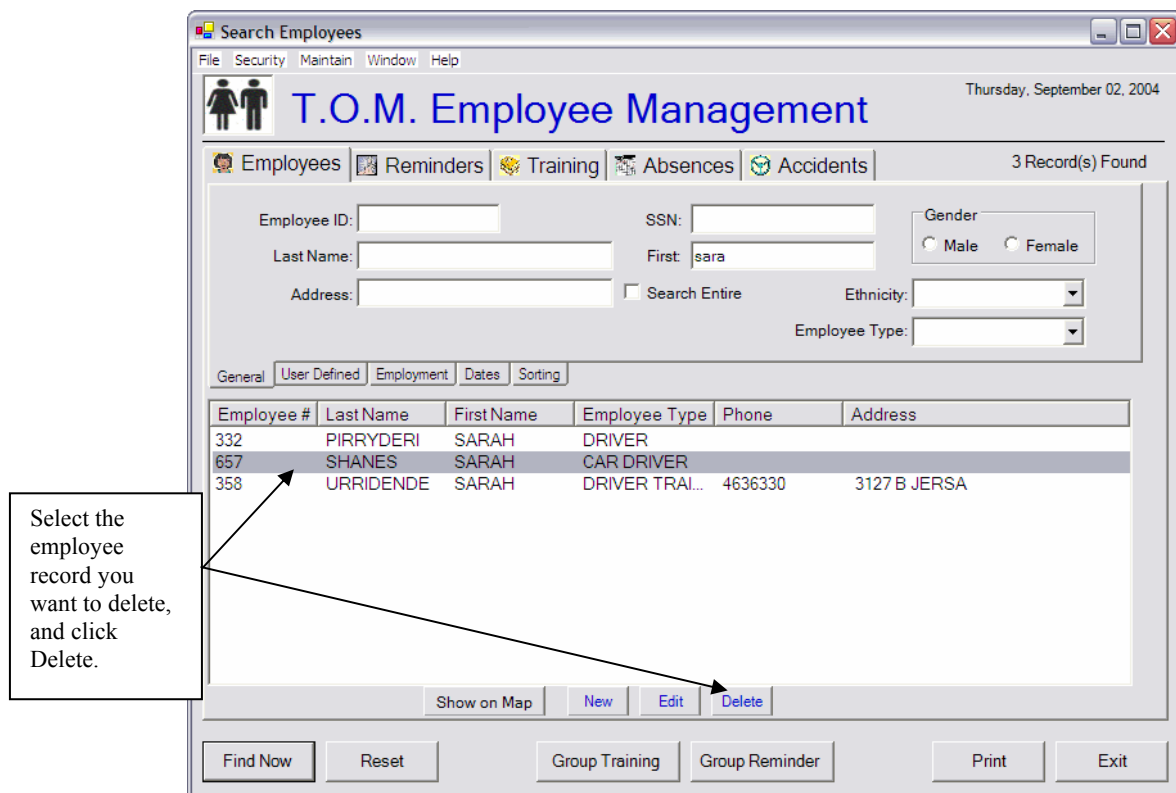 Search Employees
File Security Maintain Window Help
T.O.M. Employee Management
Thursday, September 02, 2004
Employees Reminders Training Absences Accidents
3 Record(s) Found
Employee ID:
SSN:
Gender
Male Female
Last Name:
First:
sara
Address:
Search Entire
Ethnicity:
Employee Type:
General User Defined Employment Dates Sorting
Employee # Last Name First Name Employee Type Phone Address
332 PIRRYDERI SARAH DRIVER
657 SHANES SARAH CAR DRIVER
358 URRIDENDE SARAH DRIVER TRAI... 4636330 3127 B JERSA
Select the
employee
record you
want to delete,
and click
Delete.
Show on Map New Edit Delete
Find Now Reset Group Training Group Reminder Print Exit